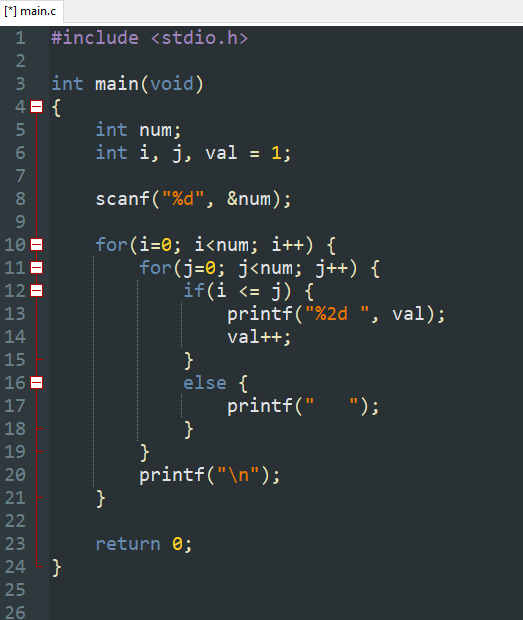 [*] main.c
1 #include <stdio.h>
2
3 int main(void)
4 {
5     int num;
6     int i, j, val = 1;
7
8     scanf("%d", &num);
9
10     for(i=0; i<num; i++) {
11         for(j=0; j<num; j++) {
12             if(i <= j) {
13                 printf("%2d ", val);
14                 val++;
15             }
16             else {
17                 printf("   ");
18             }
19         }
20         printf("\n");
21     }
22
23     return 0;
24 }
25
26